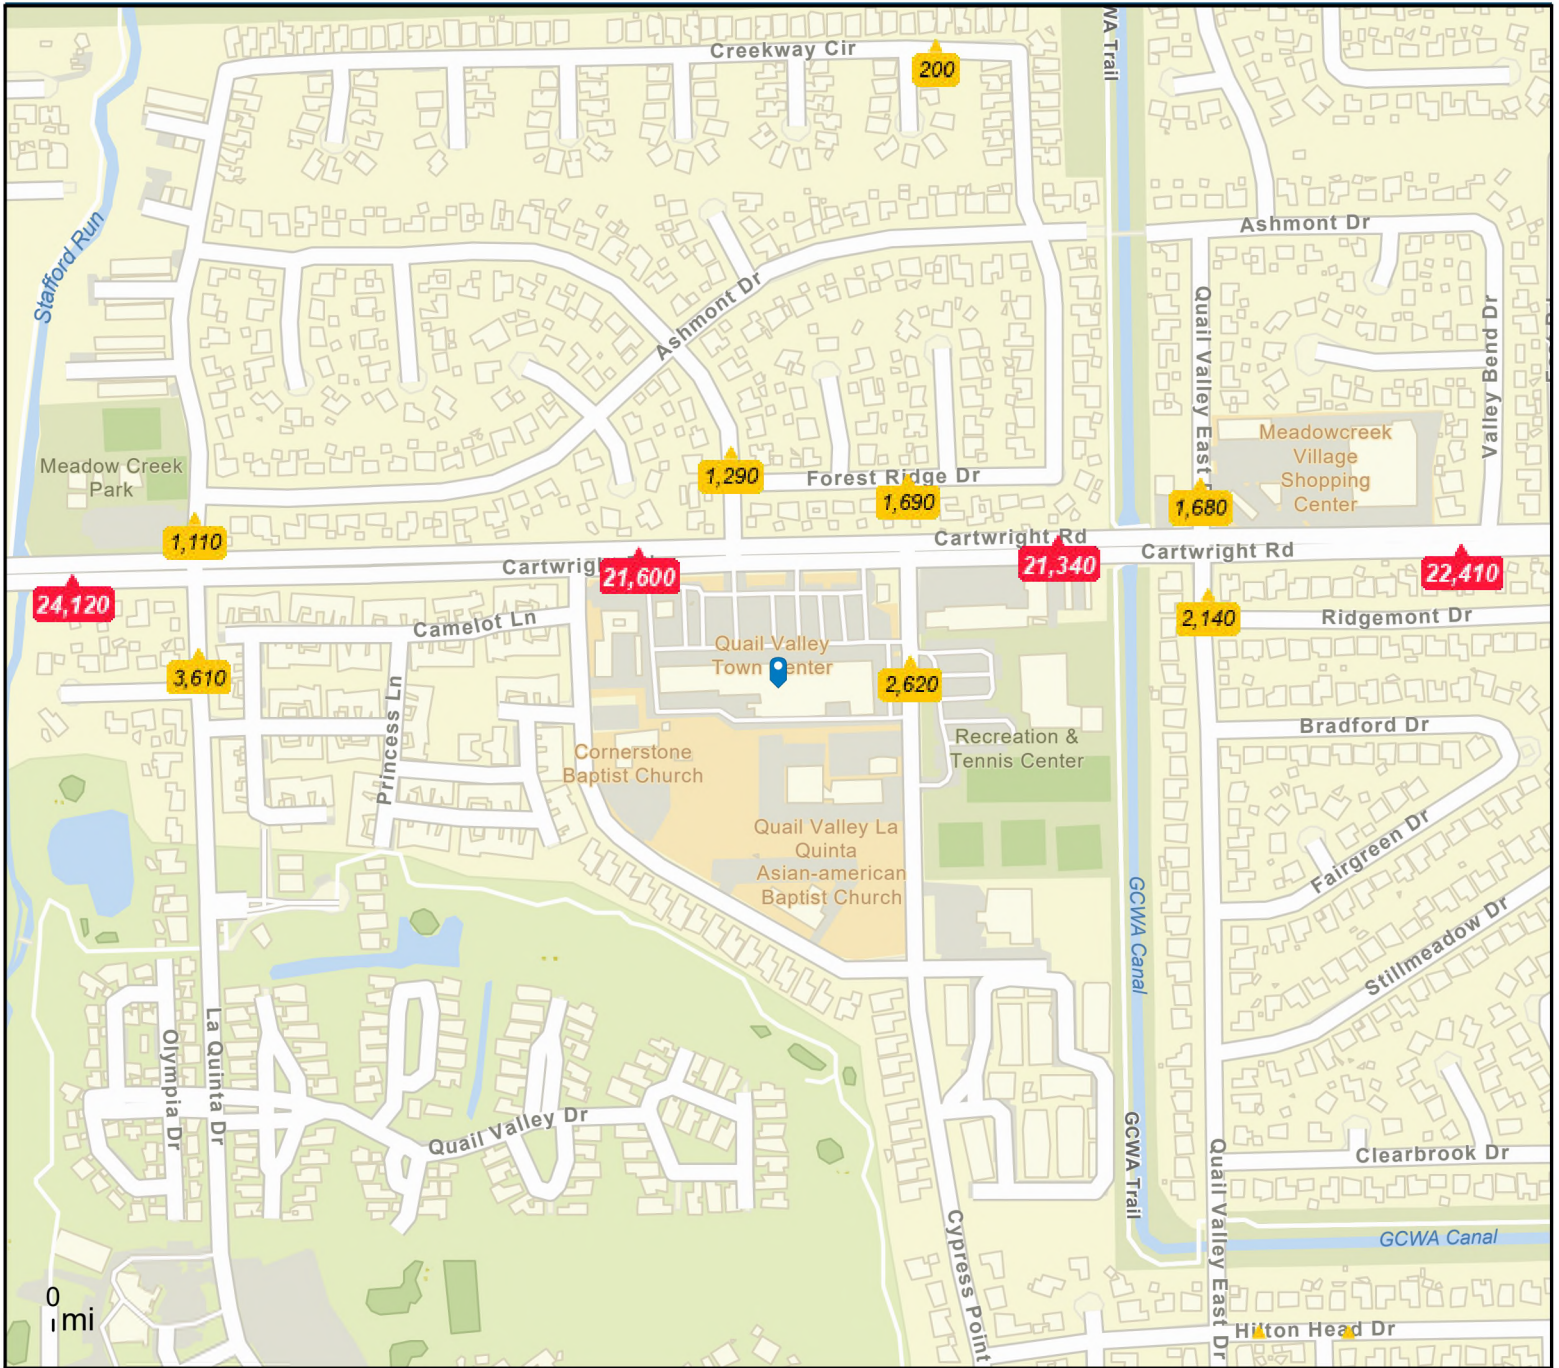 Creekway Cir
200
WA Trail
Ashmont Dr
Stafford Run
Ashmont Dr
Quail Valley East
Valley Bend Dr
Meadow Creek
Park
Meadowcreek
Village
Shopping
Center
1,290
Forest Ridge Dr
1,690
1,680
1,110
Cartwright Rd
Cartwright Rd
Cartwrigh
21,600
21,340
22,410
24,120
Camelot Ln
2,140
Ridgemont Dr
Quail Valley
Town Center
3,610
2,620
Princess Ln
Bradford Dr
Cornerstone
Baptist Church
Recreation &
Tennis Center
Quail Valley La
Quinta
Asian-american
Baptist Church
Fairgreen Dr
GCWA Canal
Stillmeadow Dr
Olympia Dr
La Quinta Dr
Quail Valley Dr
GCWA Trail
Quail Valley East Dr
Clearbrook Dr
Cypress Point
GCWA Canal
0
mi
Hilton Head Dr